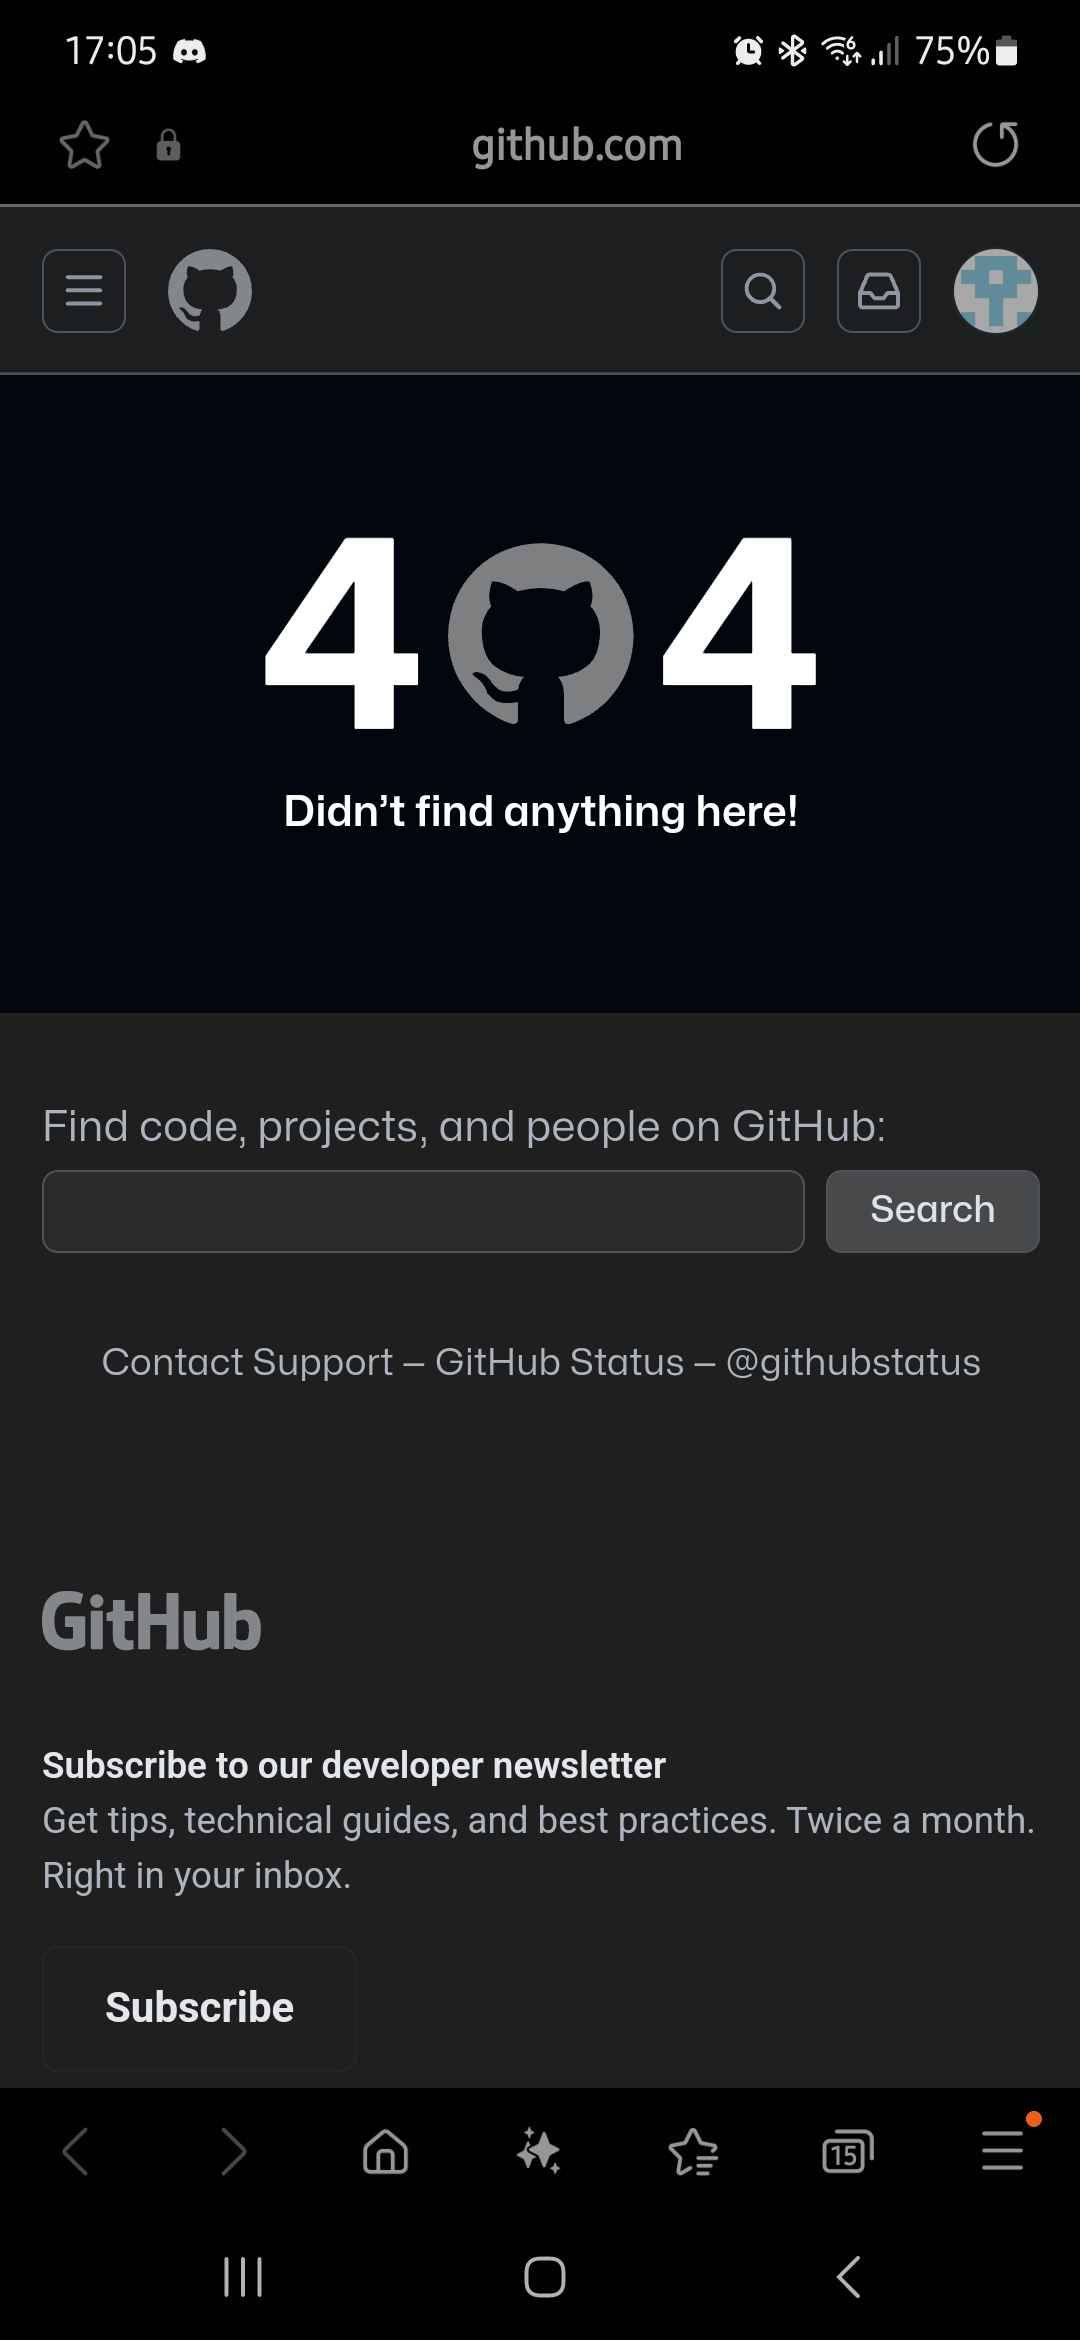 17:05
75%
github.com
404
Didn’t find anything here!
Find code, projects, and people on GitHub:
Search
Contact Support — GitHub Status — @githubstatus
GitHub
Subscribe to our developer newsletter
Get tips, technical guides, and best practices. Twice a month.
Right in your inbox.
Subscribe
15